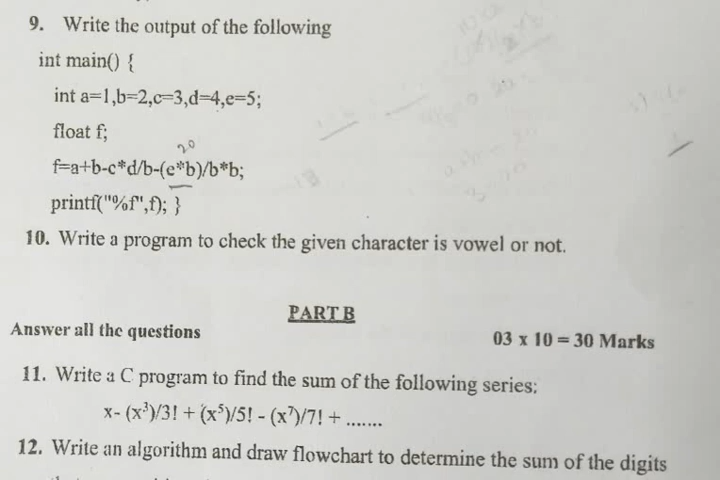 9. Write the output of the following
int main() {
int a=1,b=2,c=3,d=4,e=5;
float f;
20
f=a+b-c*d/b-(e*b)/b*b;
printf("%f",f); }
10. Write a program to check the given character is vowel or not.
PART B
Answer all the questions
03 x 10 = 30 Marks
11. Write a C program to find the sum of the following series;
x- (x³)/3! + (x⁵)/5! - (x⁷)/7! + .......
12. Write an algorithm and draw flowchart to determine the sum of the digits